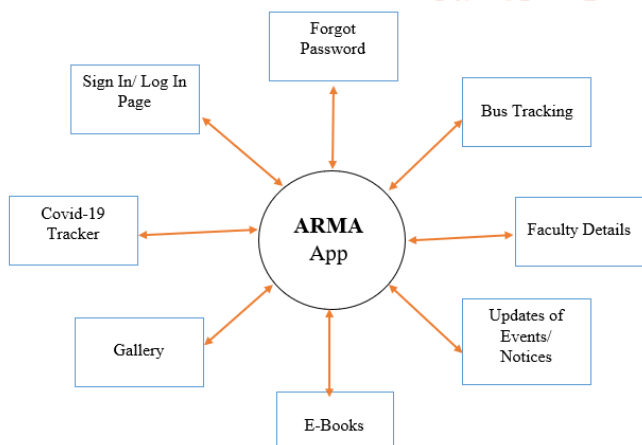 Forgot
Password
Sign In/ Log In
Page
Bus Tracking
Covid-19
Tracker
ARMA
App
Faculty Details
Updates of
Events/
Notices
Gallery
E-Books